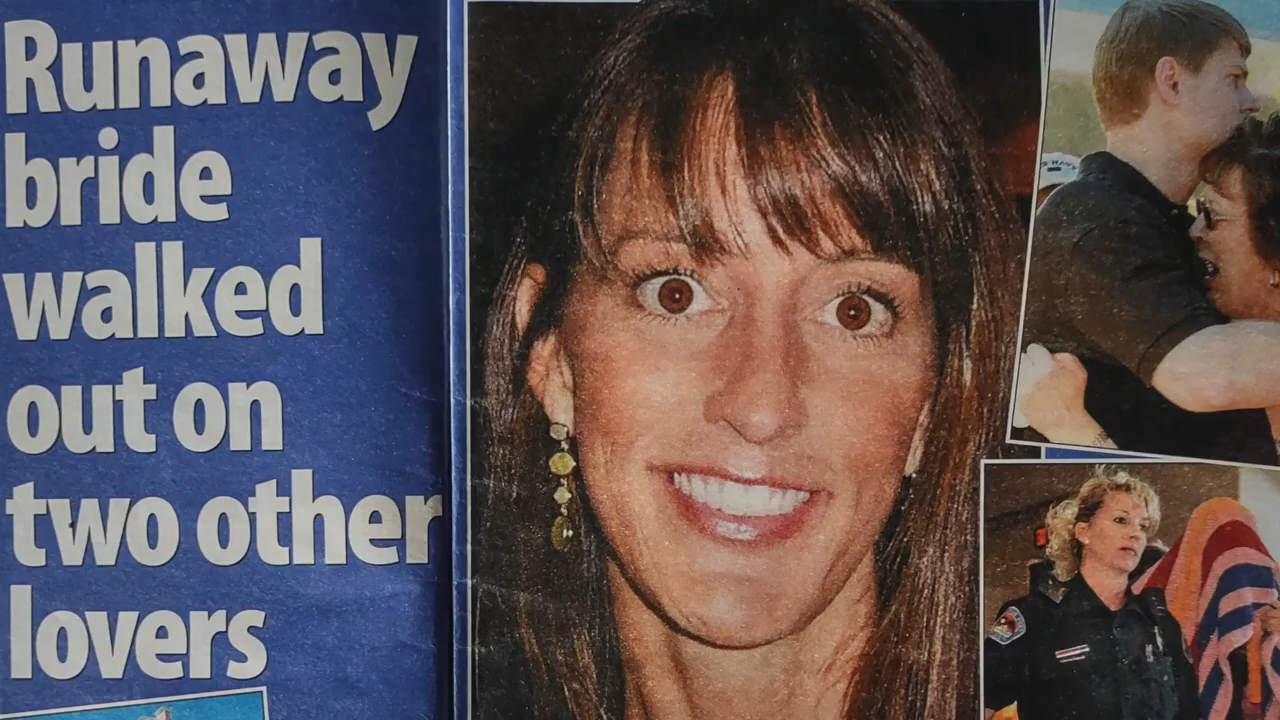 Runaway
bride
walked
out on
two other
lovers